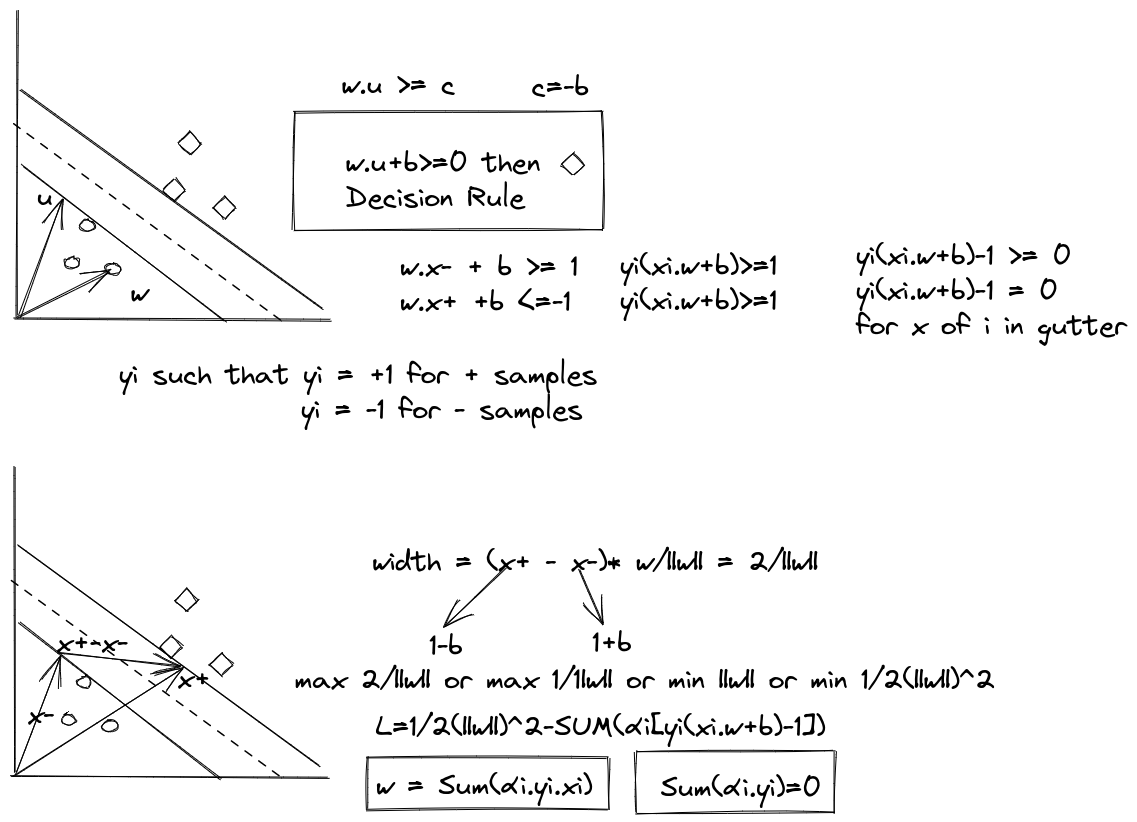 w.u >= c c=-b
w.u+b>=0 then
Decision Rule
u
w
w.x- + b >= 1 yi(xi.w+b)>=1
w.x+ +b <=-1 yi(xi.w+b)>=1
yi(xi.w+b)-1 >= 0
yi(xi.w+b)-1 = 0
for x of i in gutter
yi such that yi = +1 for + samples
yi = -1 for - samples
width = (x+ - x-)* w/||w|| = 2/||w||
1-b 1+b
x+-x-
x+
x-
max 2/||w|| or max 1/||w|| or min ||w|| or min 1/2(||w||)^2
L=1/2(||w||)^2-SUM(αi[yi(xi.w+b)-1])
w = Sum(αi.yi.xi) Sum(αi.yi)=0